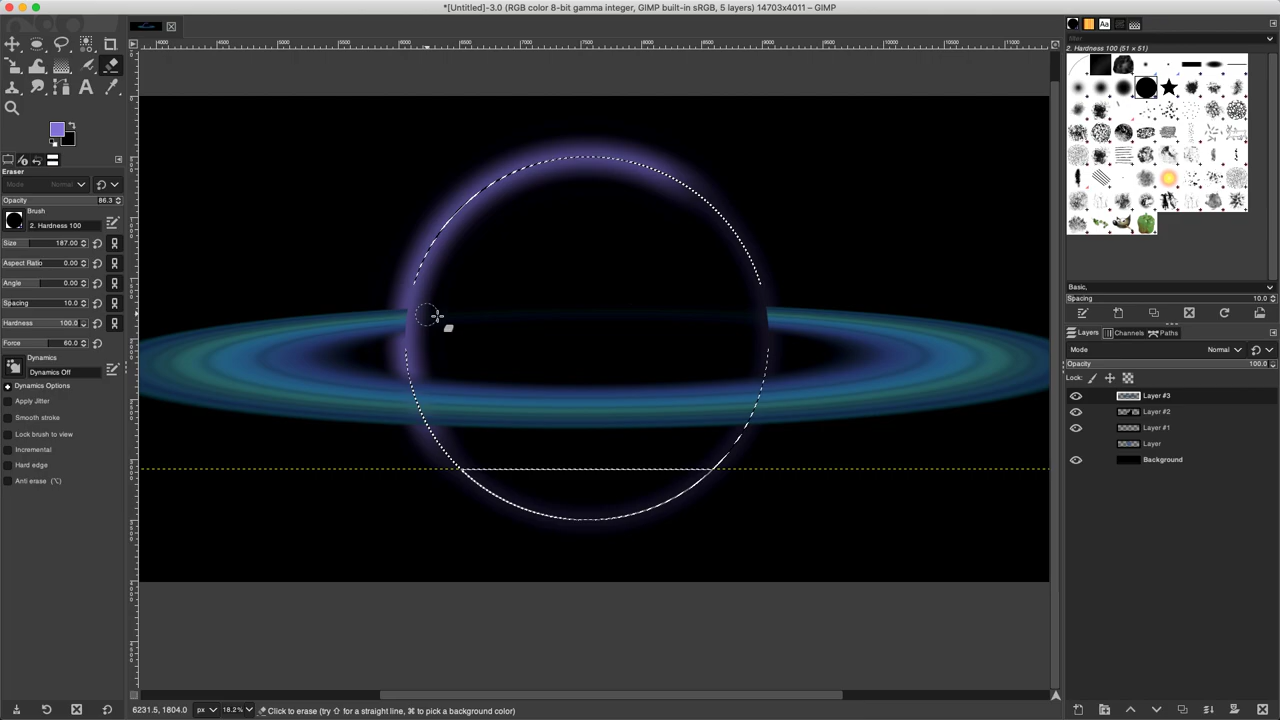 *[Untitled]-3.0 (RGB color 8-bit gamma integer, GIMP built-in sRGB, 5 layers) 14703x4011 – GIMP
Aa
filter
2. Hardness 100 (51 × 51)
Eraser
Mode Normal
Opacity 86.3
Brush
2. Hardness 100
Size 187.00
Aspect Ratio 0.00
Angle 0.00
Spacing 10.0
Hardness 100.0
Force 60.0
Dynamics
Dynamics Off
Dynamics Options
Apply Jitter
Smooth stroke
Lock brush to view
Incremental
Hard edge
Anti erase (⌥)
Basic,
Spacing 10.0
Layers Channels Paths
Mode Normal
Opacity 100.0
Lock:
Layer #3
Layer #2
Layer #1
Layer
Background
6231.5, 1804.0 px 18.2% Click to erase (try ⇧ for a straight line, ⌘ to pick a background color)